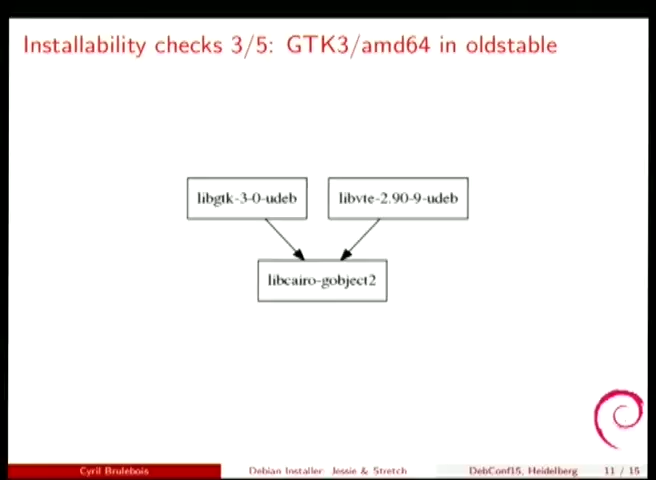 Installability checks 3/5: GTK3/amd64 in oldstable
libgtk-3-0-udeb
libvte-2.90-9-udeb
libcairo-gobject2
Cyril Brulebois
Debian Installer: Jessie & Stretch
DebConf15, Heidelberg
11 / 15